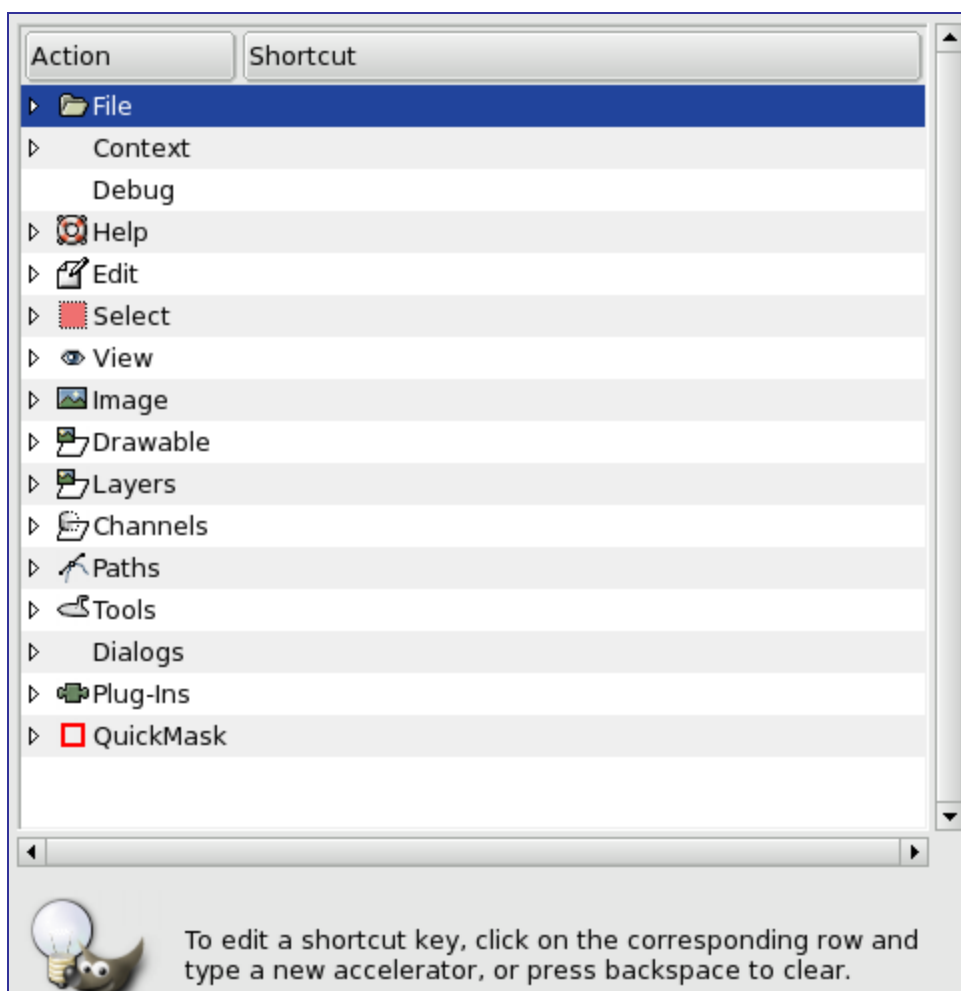 Action Shortcut
File
Context
Debug
Help
Edit
Select
View
Image
Drawable
Layers
Channels
Paths
Tools
Dialogs
Plug-Ins
QuickMask
To edit a shortcut key, click on the corresponding row and
type a new accelerator, or press backspace to clear.